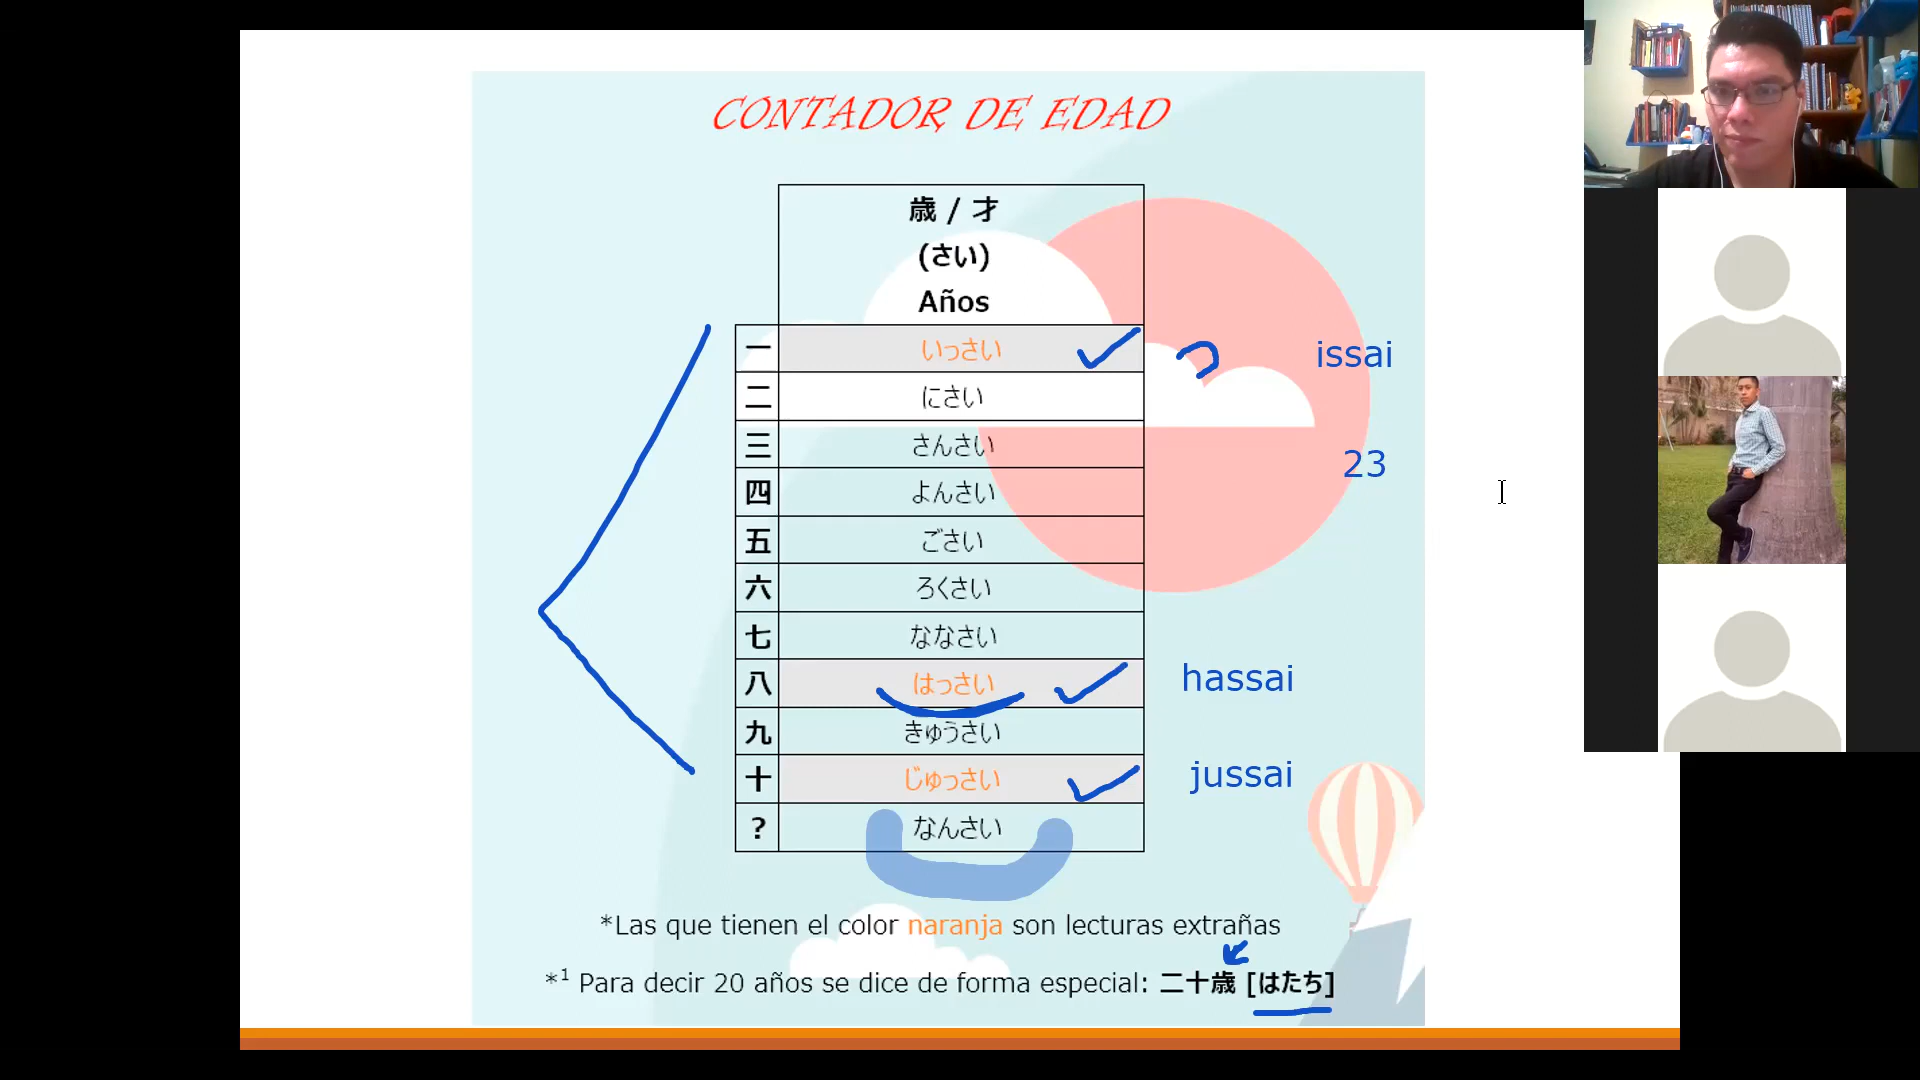 CONTADOR DE EDAD
歳 / 才
(さい)
Años
一 いっさい っ issai
二 にさい
三 さんさい 23
四 よんさい
五 ごさい
六 ろくさい
七 ななさい
八 はっさい hassai
九 きゅうさい
十 じゅっさい jussai
? なんさい
*Las que tienen el color naranja son lecturas extrañas
*¹ Para decir 20 años se dice de forma especial: 二十歳 [はたち]